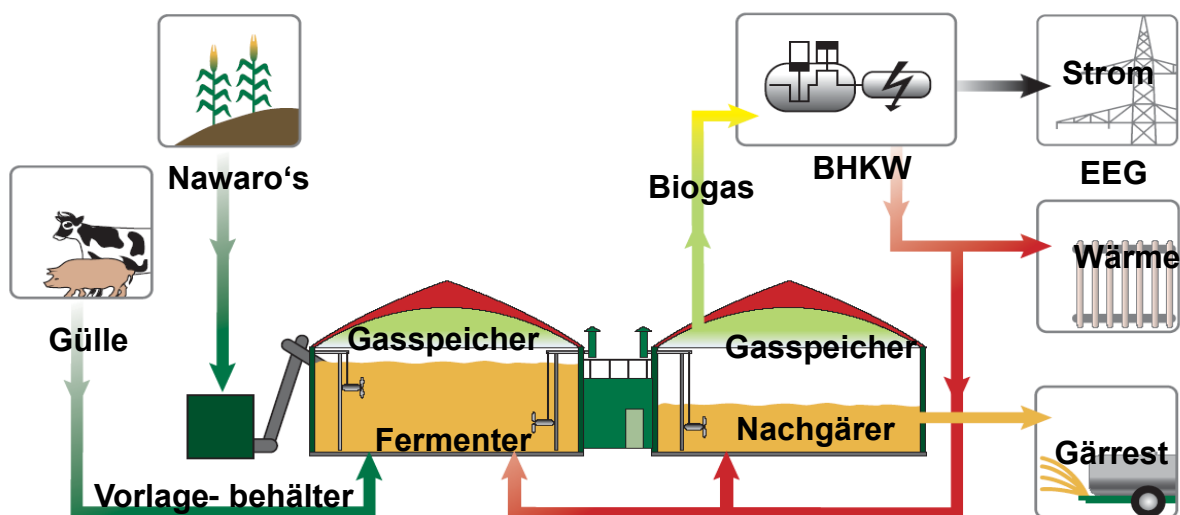 Strom
Nawaro‘s
Biogas
BHKW
EEG
Wärme
Gülle
Gasspeicher
Gasspeicher
Fermenter
Nachgärer
Gärrest
Vorlage- behälter